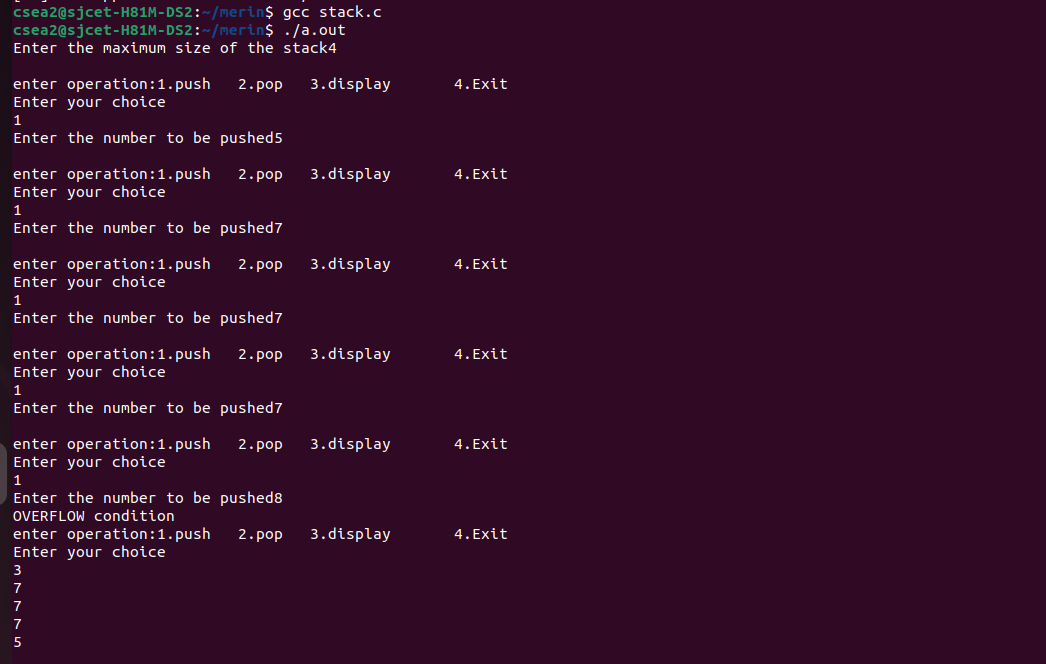 csea2@sjcet-H81M-DS2:~/merin$ gcc stack.c
csea2@sjcet-H81M-DS2:~/merin$ ./a.out
Enter the maximum size of the stack4
enter operation:1.push   2.pop   3.display       4.Exit
Enter your choice
1
Enter the number to be pushed5
enter operation:1.push   2.pop   3.display       4.Exit
Enter your choice
1
Enter the number to be pushed7
enter operation:1.push   2.pop   3.display       4.Exit
Enter your choice
1
Enter the number to be pushed7
enter operation:1.push   2.pop   3.display       4.Exit
Enter your choice
1
Enter the number to be pushed7
enter operation:1.push   2.pop   3.display       4.Exit
Enter your choice
1
Enter the number to be pushed8
OVERFLOW condition
enter operation:1.push   2.pop   3.display       4.Exit
Enter your choice
3
7
7
7
5